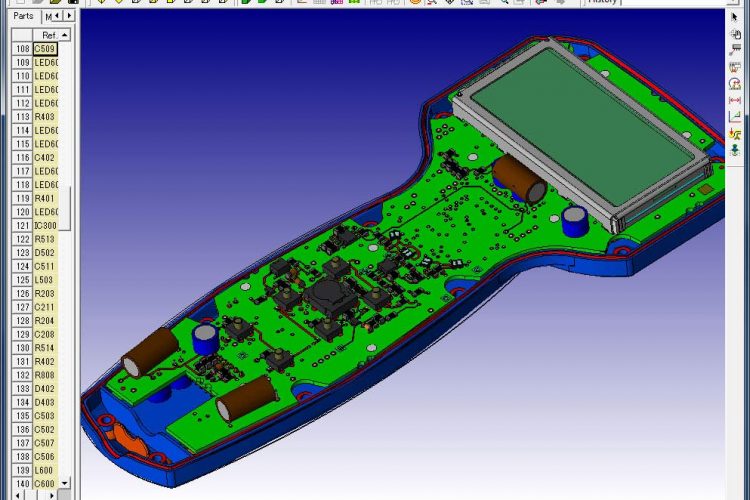 History
Parts
M
Ref.
108 C509
109 LED60
110 LED60
111 LED60
112 LED60
113 R403
114 LED60
115 LED60
116 C402
117 LED60
118 LED60
119 R401
120 LED60
121 IC300
122 R513
123 D502
124 C511
125 L503
126 R203
127 C211
128 R204
129 C208
130 R514
131 R402
132 R808
133 D402
134 D403
135 C503
136 C502
137 C507
138 C506
139 L600
140 C600